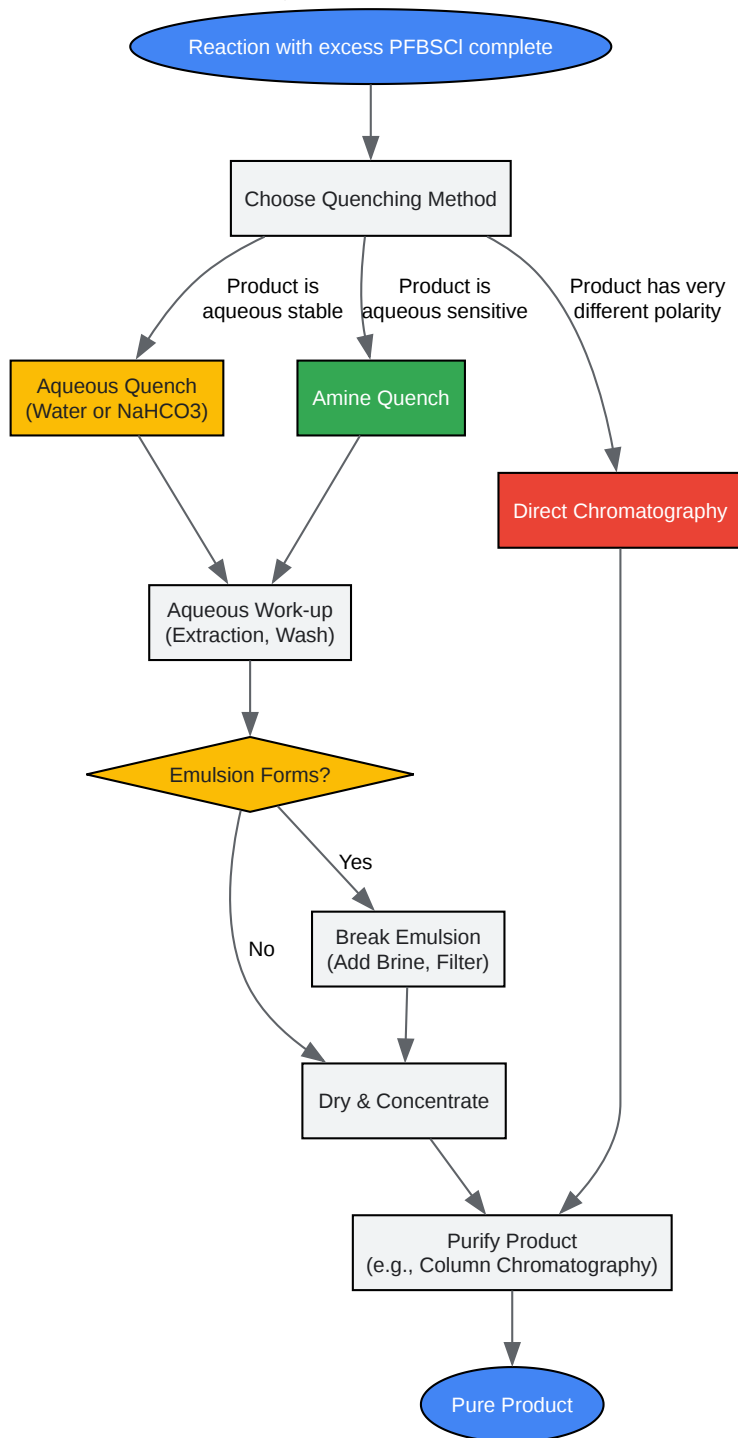 Reaction with excess PFBSCl complete
Choose Quenching Method
Product is
aqueous stable
Product is
aqueous sensitive
Product has very
different polarity
Aqueous Quench
(Water or NaHCO3)
Amine Quench
Direct Chromatography
Aqueous Work-up
(Extraction, Wash)
Emulsion Forms?
Yes
No
Break Emulsion
(Add Brine, Filter)
Dry & Concentrate
Purify Product
(e.g., Column Chromatography)
Pure Product